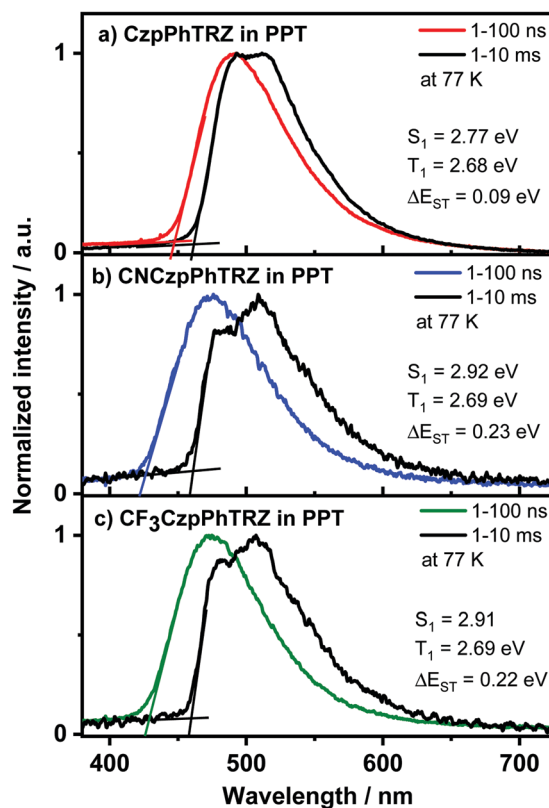 a) CzpPhTRZ in PPT
1-100 ns
1-10 ms
at 77 K
S1 = 2.77 eV
T1 = 2.68 eV
ΔEST = 0.09 eV
1
0
b) CNCzpPhTRZ in PPT
1-100 ns
1-10 ms
at 77 K
S1 = 2.92 eV
T1 = 2.69 eV
ΔEST = 0.23 eV
1
0
c) CF3CzpPhTRZ in PPT
1-100 ns
1-10 ms
at 77 K
S1 = 2.91
T1 = 2.69 eV
ΔEST = 0.22 eV
1
0
Normalized intensity / a.u.
400 500 600 700
Wavelength / nm